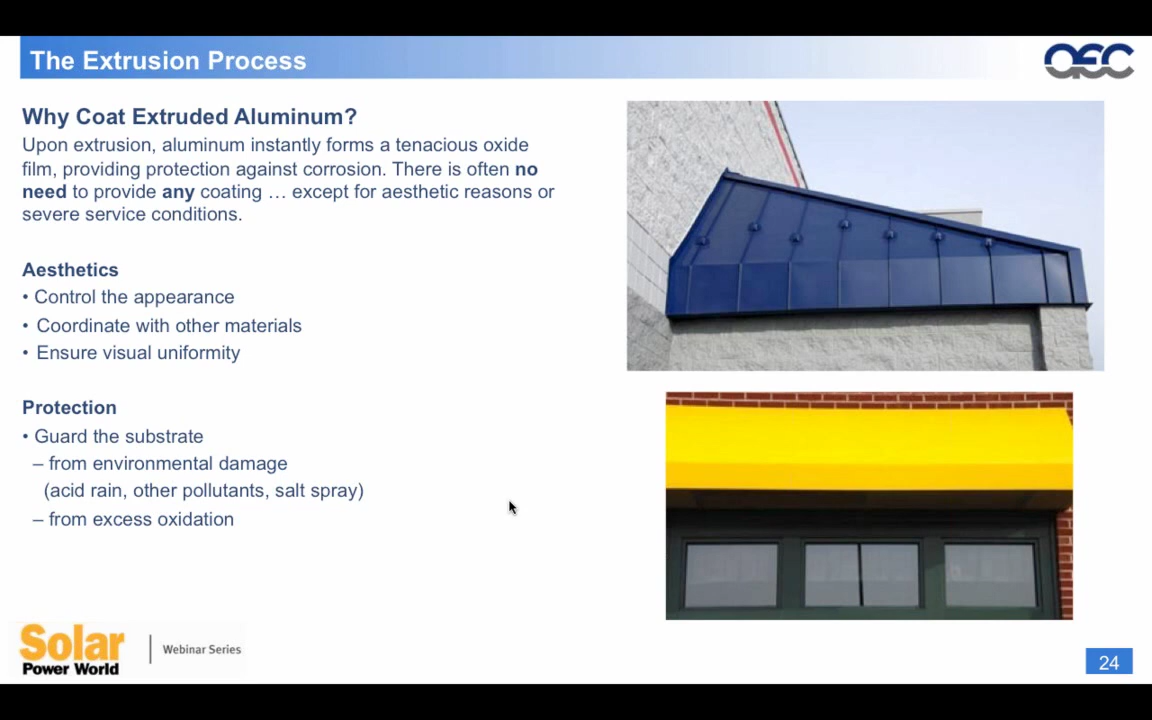 The Extrusion Process
AEC
Why Coat Extruded Aluminum?
Upon extrusion, aluminum instantly forms a tenacious oxide
film, providing protection against corrosion. There is often no
need to provide any coating … except for aesthetic reasons or
severe service conditions.
Aesthetics
• Control the appearance
• Coordinate with other materials
• Ensure visual uniformity
Protection
• Guard the substrate
– from environmental damage
(acid rain, other pollutants, salt spray)
– from excess oxidation
Solar
Power World
Webinar Series
24